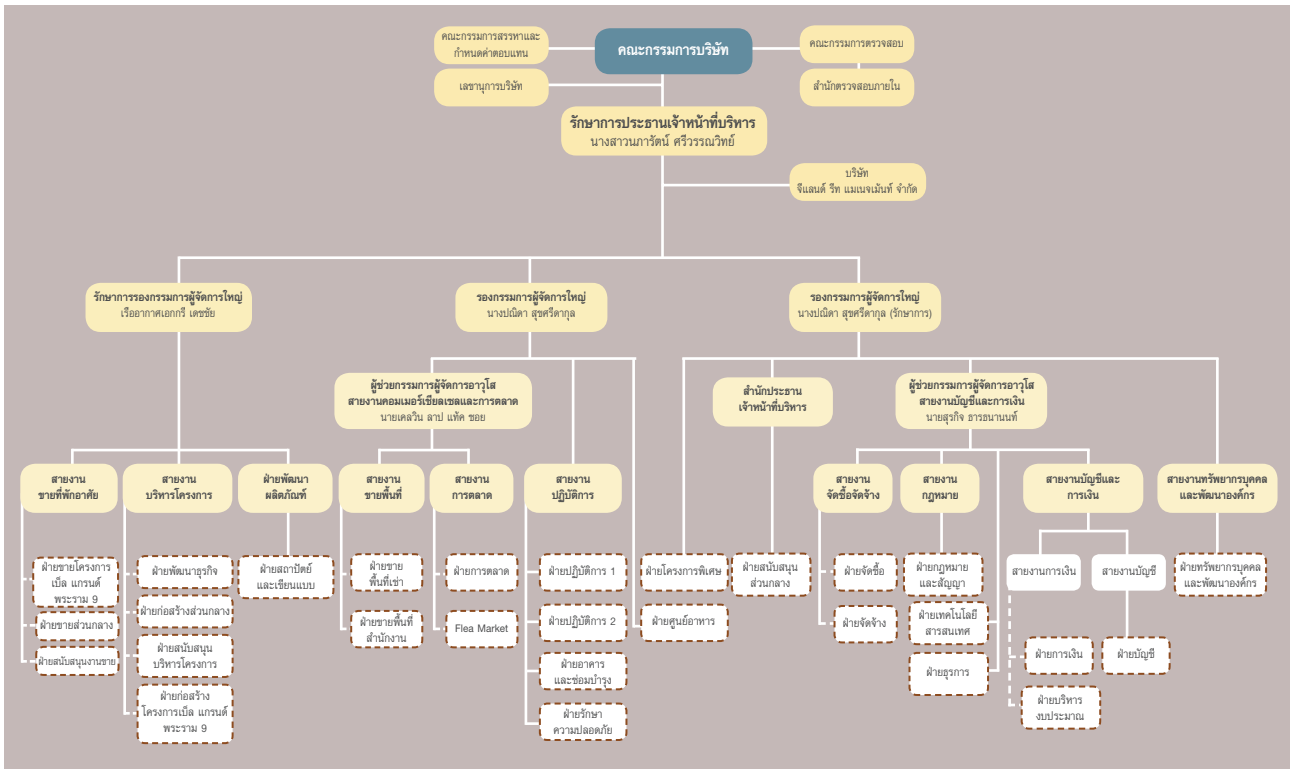 คณะกรรมการสรรหาและ
กำหนดค่าตอบแทน
คณะกรรมการบริษัท
คณะกรรมการตรวจสอบ
เลขานุการบริษัท
สำนักตรวจสอบภายใน
รักษาการประธานเจ้าหน้าที่บริหาร
นางสาวนภารัตน์ ศรีวรรณวิทย์
บริษัท
จีแลนด์ รีท แมเนจเม้นท์ จำกัด
รักษาการรองกรรมการผู้จัดการใหญ่
เรืออากาศเอกกรี เดชชัย
รองกรรมการผู้จัดการใหญ่
นางปณิดา สุขศรีดากุล
รองกรรมการผู้จัดการใหญ่
นางปณิดา สุขศรีดากุล (รักษาการ)
ผู้ช่วยกรรมการผู้จัดการอาวุโส
สายงานคอมเมอร์เชียลเซลและการตลาด
นายเคลวิน ลาป แท้ค ชอย
สำนักประธาน
เจ้าหน้าที่บริหาร
ผู้ช่วยกรรมการผู้จัดการอาวุโส
สายงานบัญชีและการเงิน
นายสุรกิจ ธารธนานนท์
สายงาน
ขายที่พักอาศัย
สายงาน
บริหารโครงการ
ฝ่ายพัฒนา
ผลิตภัณฑ์
สายงาน
ขายพื้นที่
สายงาน
การตลาด
สายงาน
ปฏิบัติการ
สายงาน
จัดซื้อจัดจ้าง
สายงาน
กฎหมาย
สายงานบัญชีและ
การเงิน
สายงานทรัพยากรบุคคล
และพัฒนาองค์กร
ฝ่ายขายโครงการ
เบ็ล แกรนด์
พระราม 9
ฝ่ายขายส่วนกลาง
ฝ่ายสนับสนุนงานขาย
ฝ่ายพัฒนาธุรกิจ
ฝ่ายก่อสร้างส่วนกลาง
ฝ่ายสนับสนุน
บริหารโครงการ
ฝ่ายก่อสร้าง
โครงการเบ็ล แกรนด์
พระราม 9
ฝ่ายสถาปัตย์
และเขียนแบบ
ฝ่ายขาย
พื้นที่เช่า
ฝ่ายขายพื้นที่
สำนักงาน
ฝ่ายการตลาด
Flea Market
ฝ่ายปฏิบัติการ 1
ฝ่ายปฏิบัติการ 2
ฝ่ายอาคาร
และซ่อมบำรุง
ฝ่ายรักษา
ความปลอดภัย
ฝ่ายโครงการพิเศษ
ฝ่ายศูนย์อาหาร
ฝ่ายสนับสนุน
ส่วนกลาง
ฝ่ายจัดซื้อ
ฝ่ายจัดจ้าง
ฝ่ายกฎหมาย
และสัญญา
ฝ่ายเทคโนโลยี
สารสนเทศ
ฝ่ายธุรการ
สายงานการเงิน
สายงานบัญชี
ฝ่ายการเงิน
ฝ่ายบัญชี
ฝ่ายบริหาร
งบประมาณ
ฝ่ายทรัพยากรบุคคล
และพัฒนาองค์กร